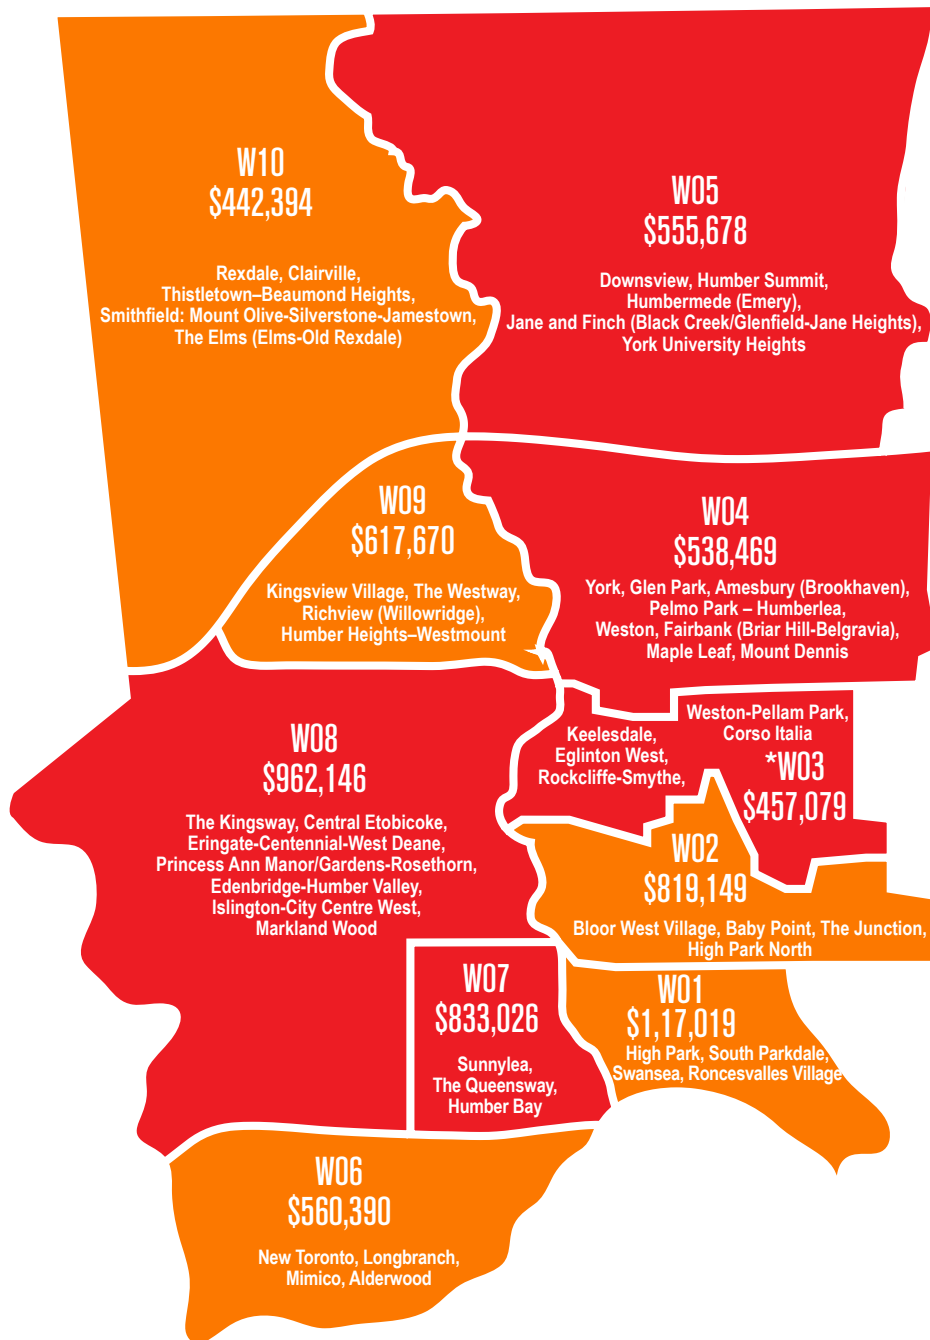 W10
$442,394
Rexdale, Clairville,
Thistletown–Beaumond Heights,
Smithfield: Mount Olive-Silverstone-Jamestown,
The Elms (Elms-Old Rexdale)
W05
$555,678
Downsview, Humber Summit,
Humbermede (Emery),
Jane and Finch (Black Creek/Glenfield-Jane Heights),
York University Heights
W09
$617,670
Kingsview Village, The Westway,
Richview (Willowridge),
Humber Heights–Westmount
W04
$538,469
York, Glen Park, Amesbury (Brookhaven),
Pelmo Park – Humberlea,
Weston, Fairbank (Briar Hill-Belgravia),
Maple Leaf, Mount Dennis
Keelesdale,
Eglinton West,
Rockcliffe-Smythe,
Weston-Pellam Park,
Corso Italia
*W03
$457,079
W08
$962,146
The Kingsway, Central Etobicoke,
Eringate-Centennial-West Deane,
Princess Ann Manor/Gardens-Rosethorn,
Edenbridge-Humber Valley,
Islington-City Centre West,
Markland Wood
W02
$819,149
Bloor West Village, Baby Point, The Junction,
High Park North
W07
$833,026
Sunnylea,
The Queensway,
Humber Bay
W01
$1,17,019
High Park, South Parkdale,
Swansea, Roncesvalles Village
W06
$560,390
New Toronto, Longbranch,
Mimico, Alderwood